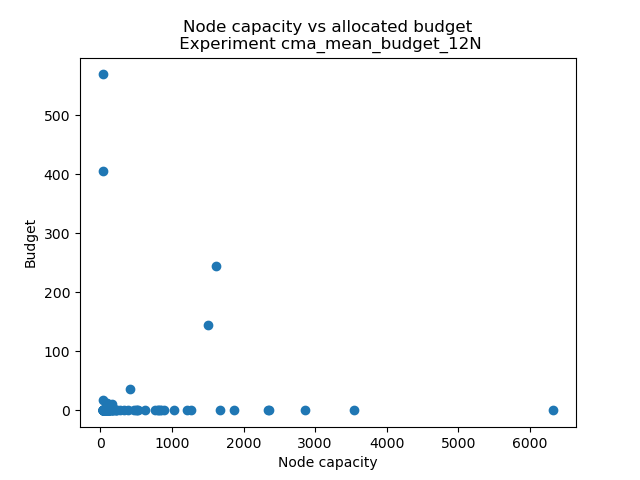 Node capacity vs allocated budget
Experiment cma_mean_budget_12N
500
400
300
200
100
0
Budget
0 1000 2000 3000 4000 5000 6000
Node capacity